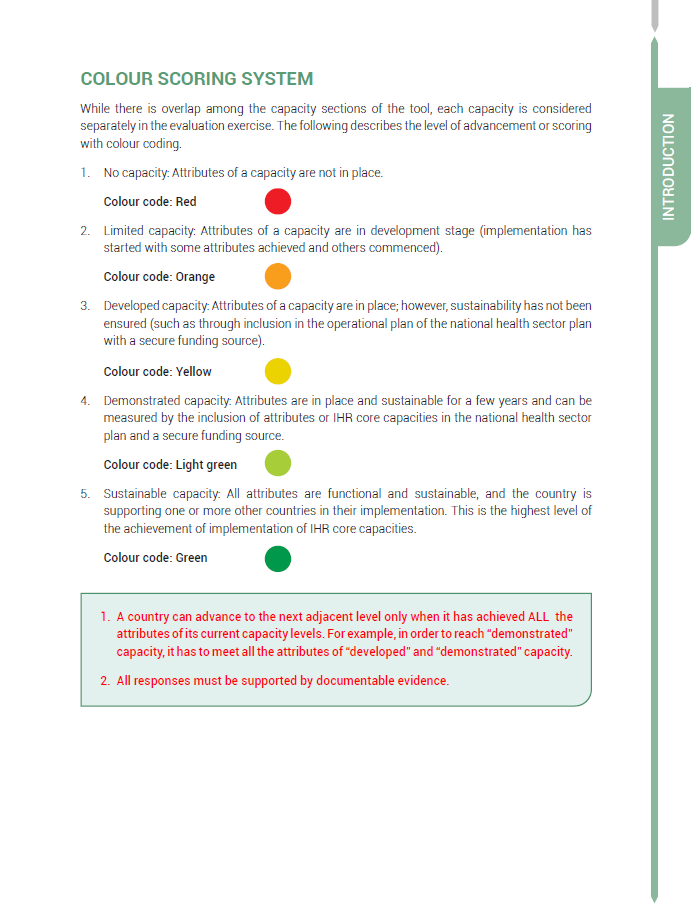 COLOUR SCORING SYSTEM
While there is overlap among the capacity sections of the tool, each capacity is considered
separately in the evaluation exercise. The following describes the level of advancement or scoring
with colour coding.
1. No capacity: Attributes of a capacity are not in place.
Colour code: Red
2. Limited capacity: Attributes of a capacity are in development stage (implementation has
started with some attributes achieved and others commenced).
Colour code: Orange
3. Developed capacity: Attributes of a capacity are in place; however, sustainability has not been
ensured (such as through inclusion in the operational plan of the national health sector plan
with a secure funding source).
Colour code: Yellow
4. Demonstrated capacity: Attributes are in place and sustainable for a few years and can be
measured by the inclusion of attributes or IHR core capacities in the national health sector
plan and a secure funding source.
Colour code: Light green
5. Sustainable capacity: All attributes are functional and sustainable, and the country is
supporting one or more other countries in their implementation. This is the highest level of
the achievement of implementation of IHR core capacities.
Colour code: Green
1. A country can advance to the next adjacent level only when it has achieved ALL the
attributes of its current capacity levels. For example, in order to reach “demonstrated”
capacity, it has to meet all the attributes of “developed” and “demonstrated” capacity.
2. All responses must be supported by documentable evidence.
INTRODUCTION